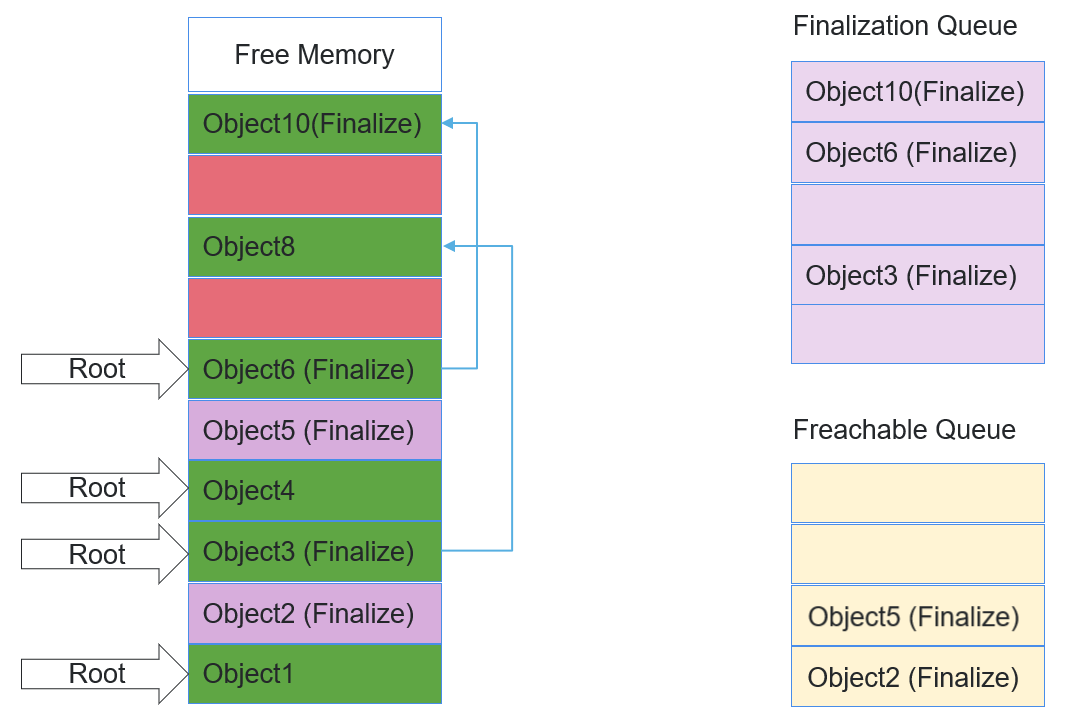 Free Memory
Object10(Finalize)
Object8
Root
Object6 (Finalize)
Object5 (Finalize)
Root
Object4
Root
Object3 (Finalize)
Object2 (Finalize)
Root
Object1
Finalization Queue
Object10(Finalize)
Object6 (Finalize)
Object3 (Finalize)
Freachable Queue
Object5 (Finalize)
Object2 (Finalize)